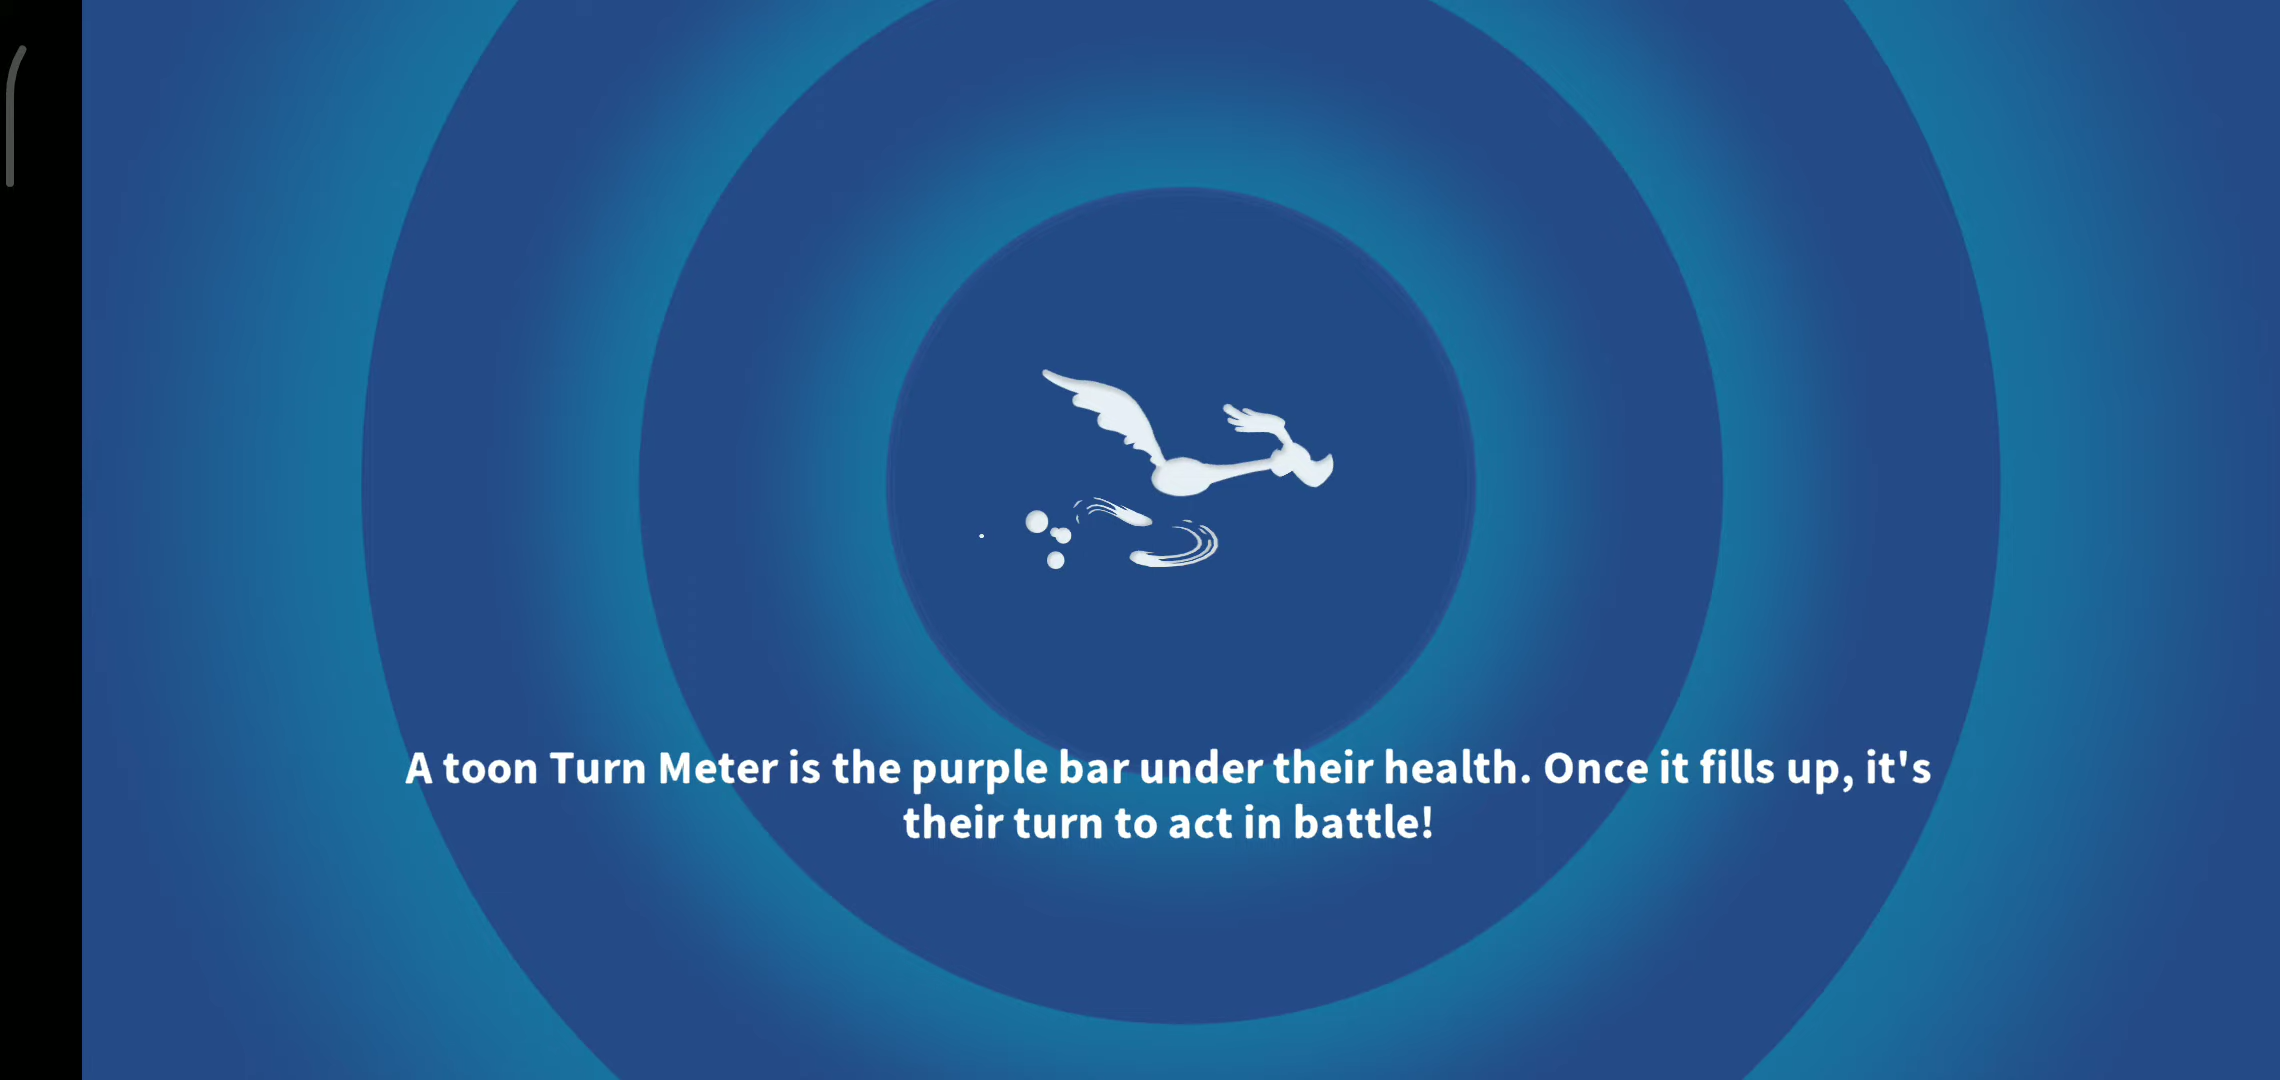 A toon Turn Meter is the purple bar under their health. Once it fills up, it's
their turn to act in battle!